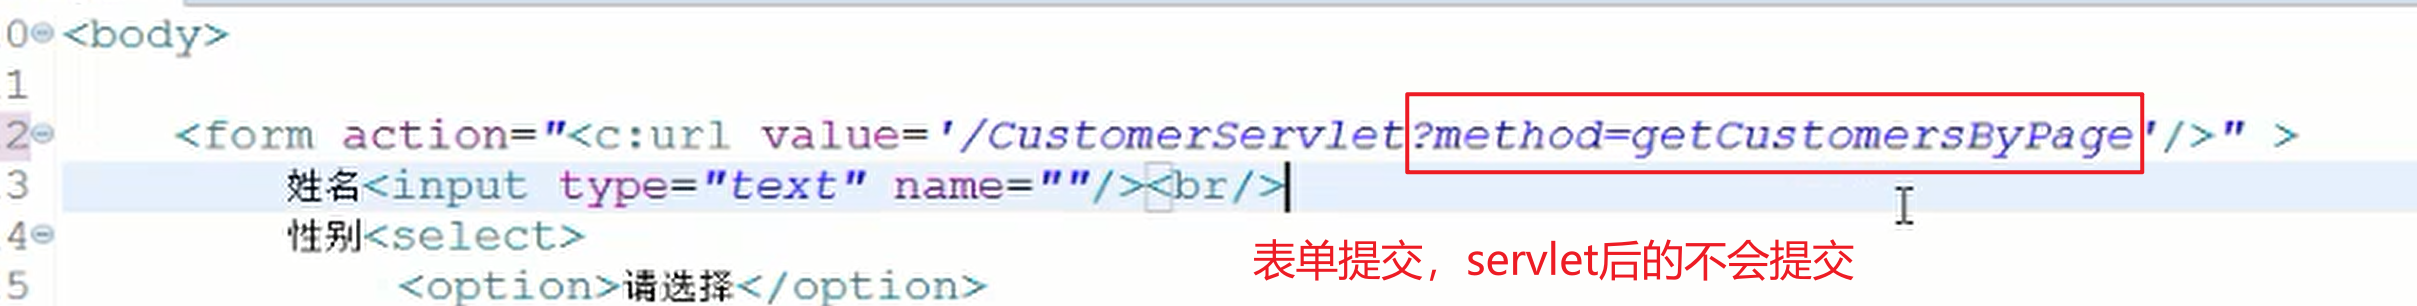 0 <body>
1
2 <form action="<c:url value='/CustomerServlet?method=getCustomersByPage'/>" >
3 姓名<input type="text" name=""/><br/>
4 性别<select>
表单提交，servlet后的不会提交
5 <option>请选择</option>